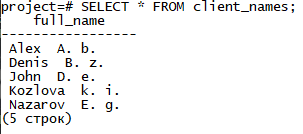 project=# SELECT * FROM client_names;
full_name
-----------------
Alex  A. b.
Denis  B. z.
John  D. e.
Kozlova  k. i.
Nazarov  E. g.
(5 строк)